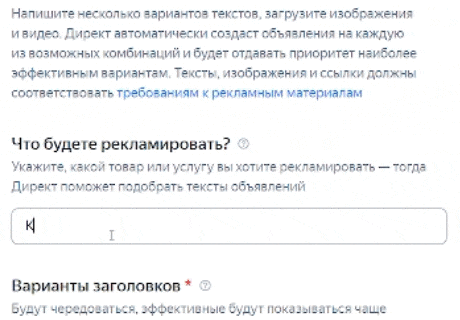 Напишите несколько вариантов текстов, загрузите изображения
и видео. Директ автоматически создаст объявления на каждую
из возможных комбинаций и будет отдавать приоритет наиболее
эффективным вариантам. Тексты, изображения и ссылки должны
соответствовать требованиям к рекламным материалам
Что будете рекламировать?
Укажите, какой товар или услугу вы хотите рекламировать — тогда
Директ поможет подобрать тексты объявлений
К
Варианты заголовков *
Будут чередоваться, эффективные будут показываться чаще